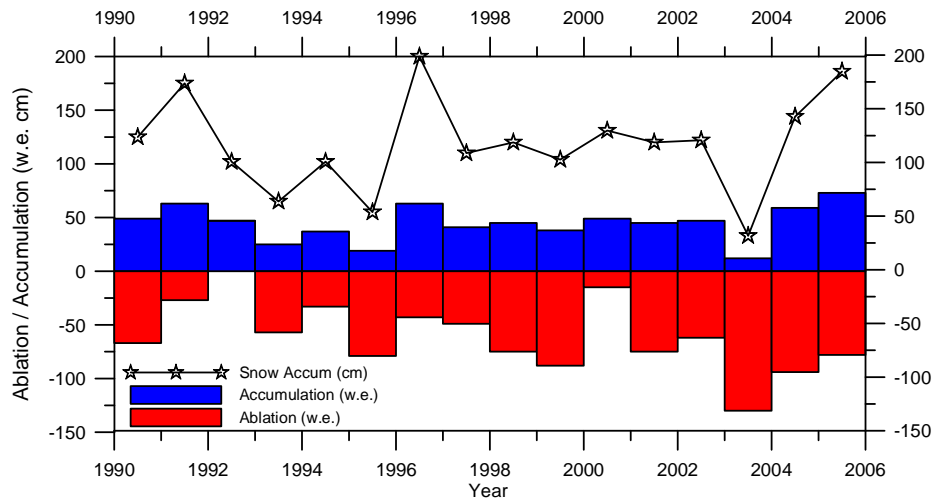 1990 1992 1994 1996 1998 2000 2002 2004 2006
200 200
150 150
100 100
50 50
0 0
-50 -50
-100 -100
-150 -150
Ablation / Accumulation (w.e. cm)
Snow Accum (cm)
Accumulation (w.e.)
Ablation (w.e.)
1990 1992 1994 1996 1998 2000 2002 2004 2006
Year